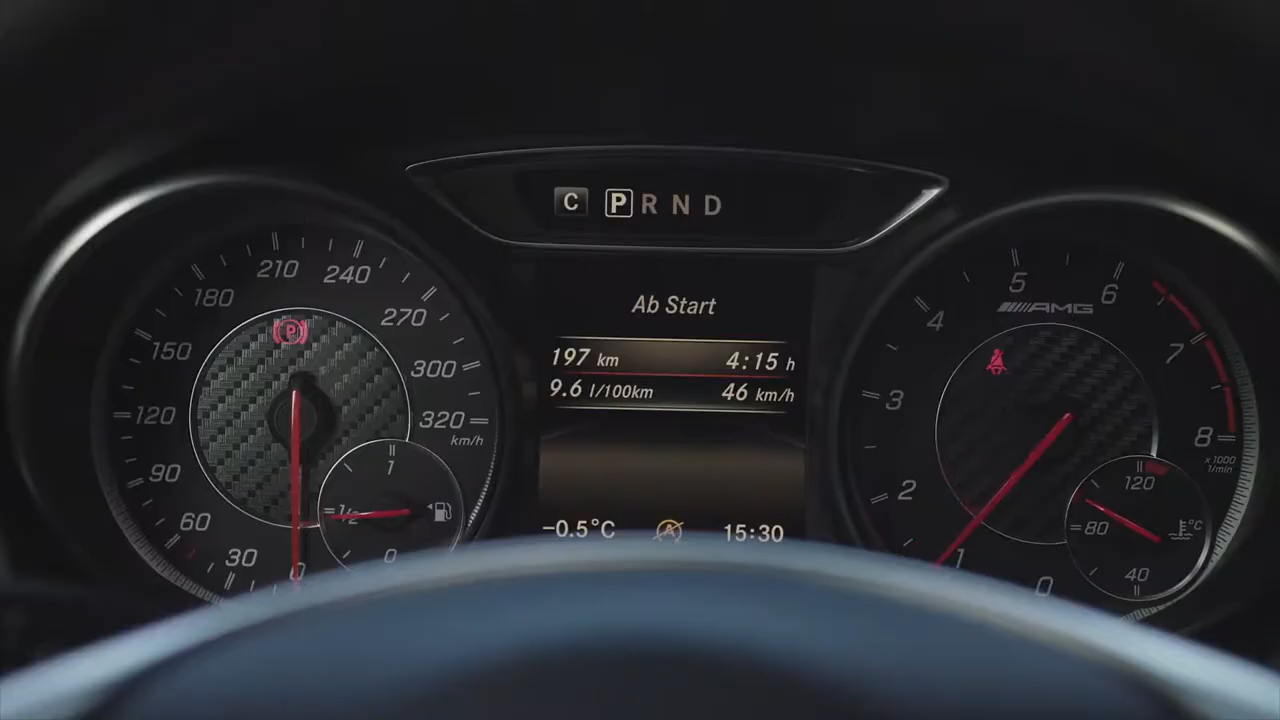 C P R N D
Ab Start
197 km 4:15 h
9.6 l/100km 46 km/h
-0.5°C A 15:30
0
30
60
90
120
150
180
210
240
270
300
320
km/h
P
1
1/2
0
AMG
0
1
2
3
4
5
6
7
8
x1000
1/min
120
80
40
°C